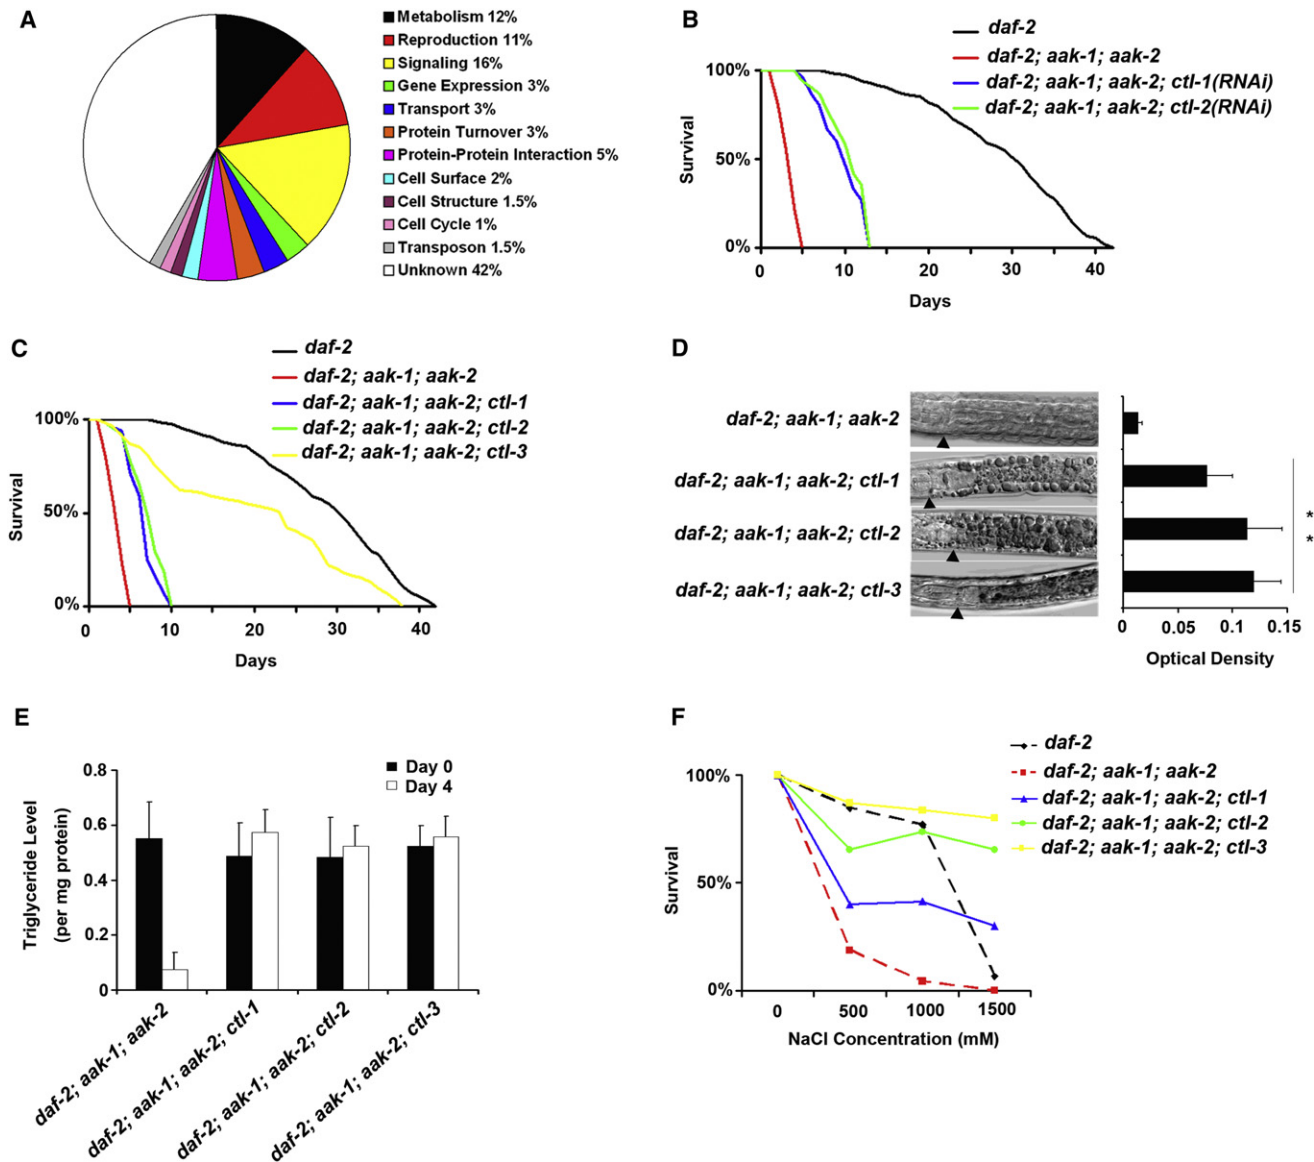 A
Metabolism 12%
Reproduction 11%
Signaling 16%
Gene Expression 3%
Transport 3%
Protein Turnover 3%
Protein-Protein Interaction 5%
Cell Surface 2%
Cell Structure 1.5%
Cell Cycle 1%
Transposon 1.5%
Unknown 42%
B
daf-2
daf-2; aak-1; aak-2
daf-2; aak-1; aak-2; ctl-1(RNAi)
daf-2; aak-1; aak-2; ctl-2(RNAi)
100%
50%
0%
Survival
0 10 20 30 40
Days
C
daf-2
daf-2; aak-1; aak-2
daf-2; aak-1; aak-2; ctl-1
daf-2; aak-1; aak-2; ctl-2
daf-2; aak-1; aak-2; ctl-3
100%
50%
0%
Survival
0 10 20 30 40
Days
D
daf-2; aak-1; aak-2
daf-2; aak-1; aak-2; ctl-1
daf-2; aak-1; aak-2; ctl-2
daf-2; aak-1; aak-2; ctl-3
*
*
0 0.05 0.1 0.15
Optical Density
E
Day 0
Day 4
0.8
0.6
0.4
0.2
0
Triglyceride Level
(per mg protein)
daf-2; aak-1; aak-2
daf-2; aak-1; aak-2; ctl-1
daf-2; aak-1; aak-2; ctl-2
daf-2; aak-1; aak-2; ctl-3
F
daf-2
daf-2; aak-1; aak-2
daf-2; aak-1; aak-2; ctl-1
daf-2; aak-1; aak-2; ctl-2
daf-2; aak-1; aak-2; ctl-3
100%
50%
0%
Survival
0 500 1000 1500
NaCl Concentration (mM)